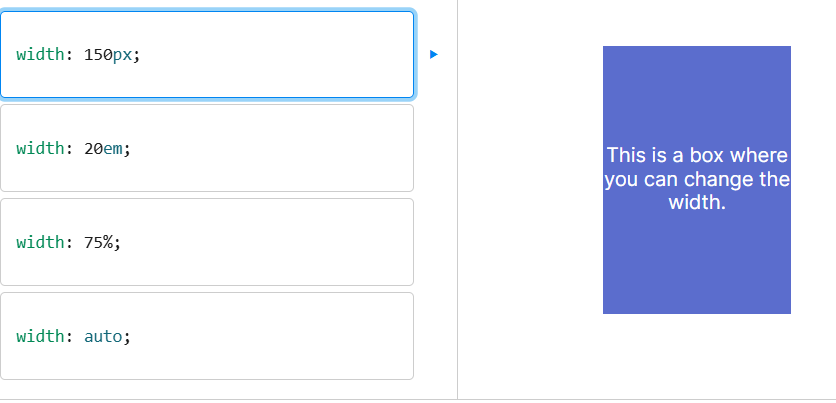 width: 150px;
width: 20em;
width: 75%;
width: auto;
This is a box where
you can change the
width.